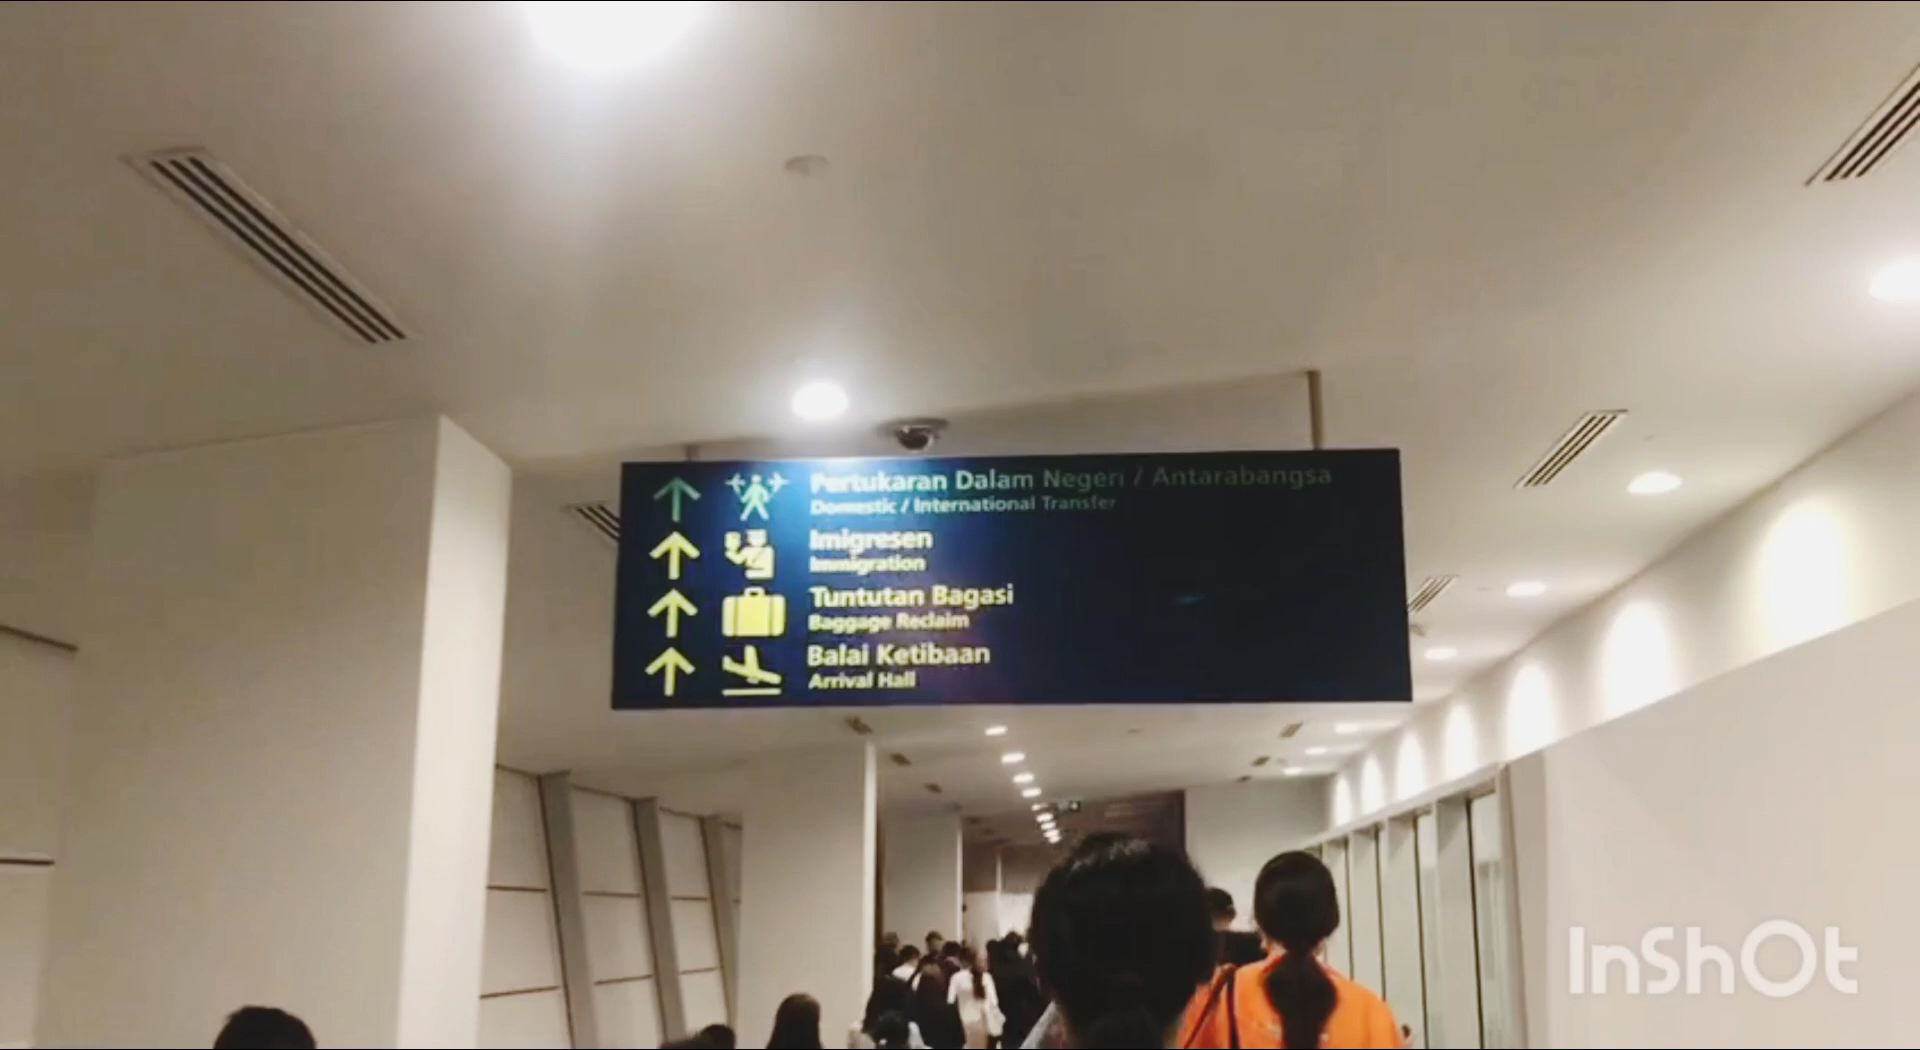 Pertukaran Dalam Negeri / Antarabangsa
Domestic / International Transfer
Imigresen
Immigration
Tuntutan Bagasi
Baggage Reclaim
Balai Ketibaan
Arrival Hall
InShOt